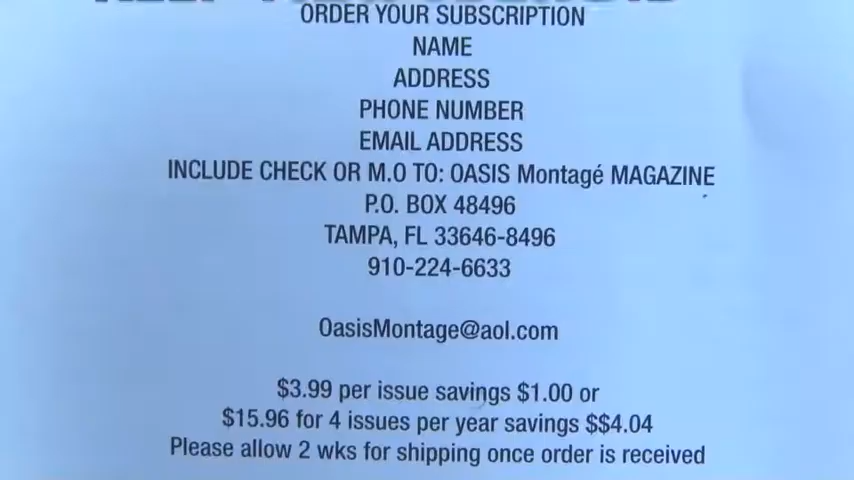 ORDER YOUR SUBSCRIPTION
NAME
ADDRESS
PHONE NUMBER
EMAIL ADDRESS
INCLUDE CHECK OR M.O TO: OASIS Montagé MAGAZINE
P.O. BOX 48496
TAMPA, FL 33646-8496
910-224-6633
OasisMontage@aol.com
$3.99 per issue savings $1.00 or
$15.96 for 4 issues per year savings $$4.04
Please allow 2 wks for shipping once order is received